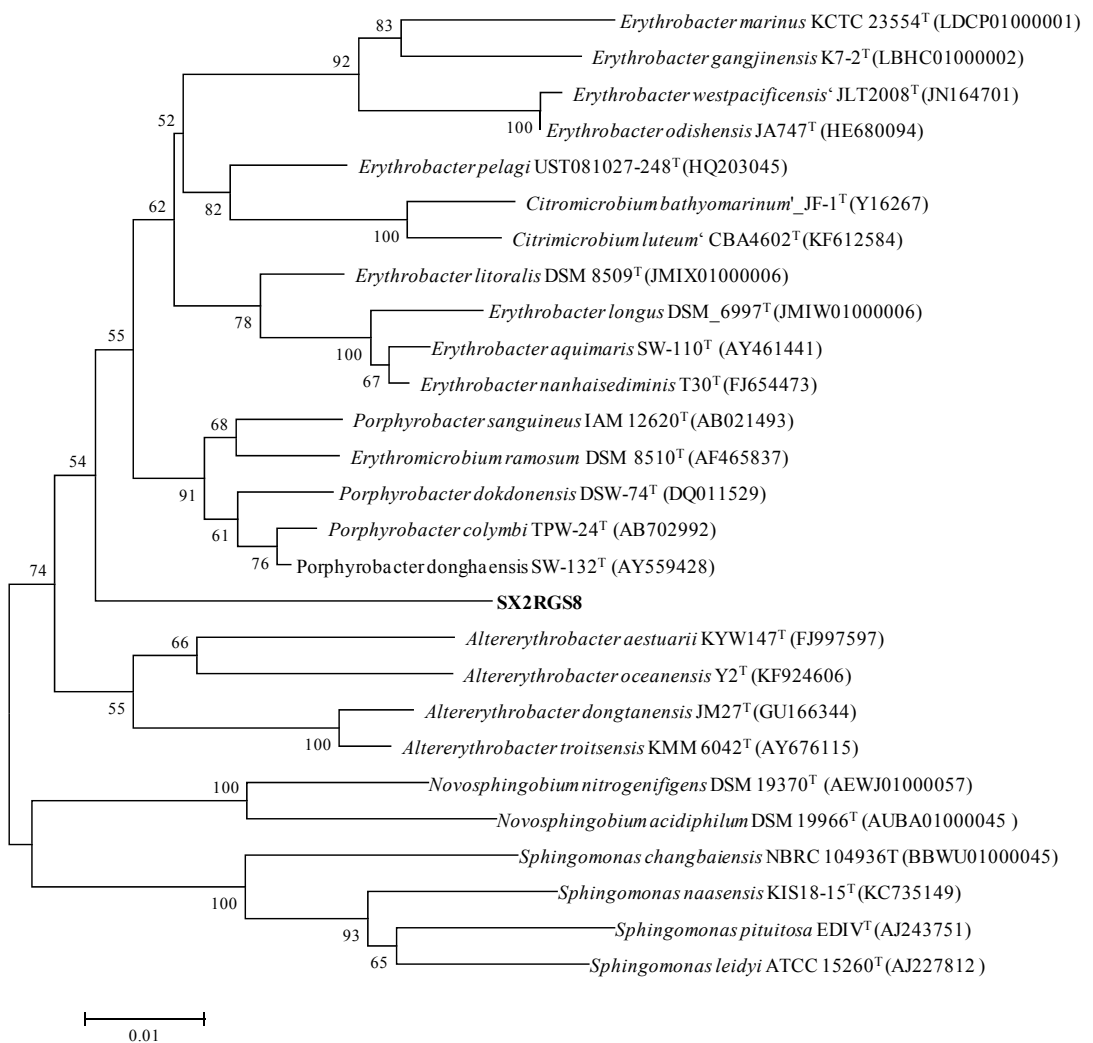 83
Erythrobacter marinus KCTC 23554T (LDCP01000001)
92
Erythrobacter gangjinensis K7-2T (LBHC01000002)
Erythrobacter westpacificensis‘ JLT2008T (JN164701)
52
100
Erythrobacter odishensis JA747T (HE680094)
Erythrobacter pelagi UST081027-248T (HQ203045)
62
82
Citromicrobium bathyomarinum'_JF-1T (Y16267)
100
Citrimicrobium luteum‘ CBA4602T (KF612584)
Erythrobacter litoralis DSM 8509T (JMIX01000006)
78
Erythrobacter longus DSM_6997T (JMIW01000006)
55
100
Erythrobacter aquimaris SW-110T (AY461441)
67
Erythrobacter nanhaisediminis T30T (FJ654473)
68
Porphyrobacter sanguineus IAM 12620T (AB021493)
54
Erythromicrobium ramosum DSM 8510T (AF465837)
91
Porphyrobacter dokdonensis DSW-74T (DQ011529)
61
Porphyrobacter colymbi TPW-24T (AB702992)
76
Porphyrobacter donghaensis SW-132T (AY559428)
74
SX2RGS8
66
Altererythrobacter aestuarii KYW147T (FJ997597)
Altererythrobacter oceanensis Y2T (KF924606)
55
Altererythrobacter dongtanensis JM27T (GU166344)
100
Altererythrobacter troitsensis KMM 6042T (AY676115)
100
Novosphingobium nitrogenifigens DSM 19370T (AEWJ01000057)
Novosphingobium acidiphilum DSM 19966T (AUBA01000045 )
Sphingomonas changbaiensis NBRC 104936T (BBWU01000045)
100
Sphingomonas naasensis KIS18-15T (KC735149)
93
Sphingomonas pituitosa EDIVT (AJ243751)
65
Sphingomonas leidyi ATCC 15260T (AJ227812 )
0.01